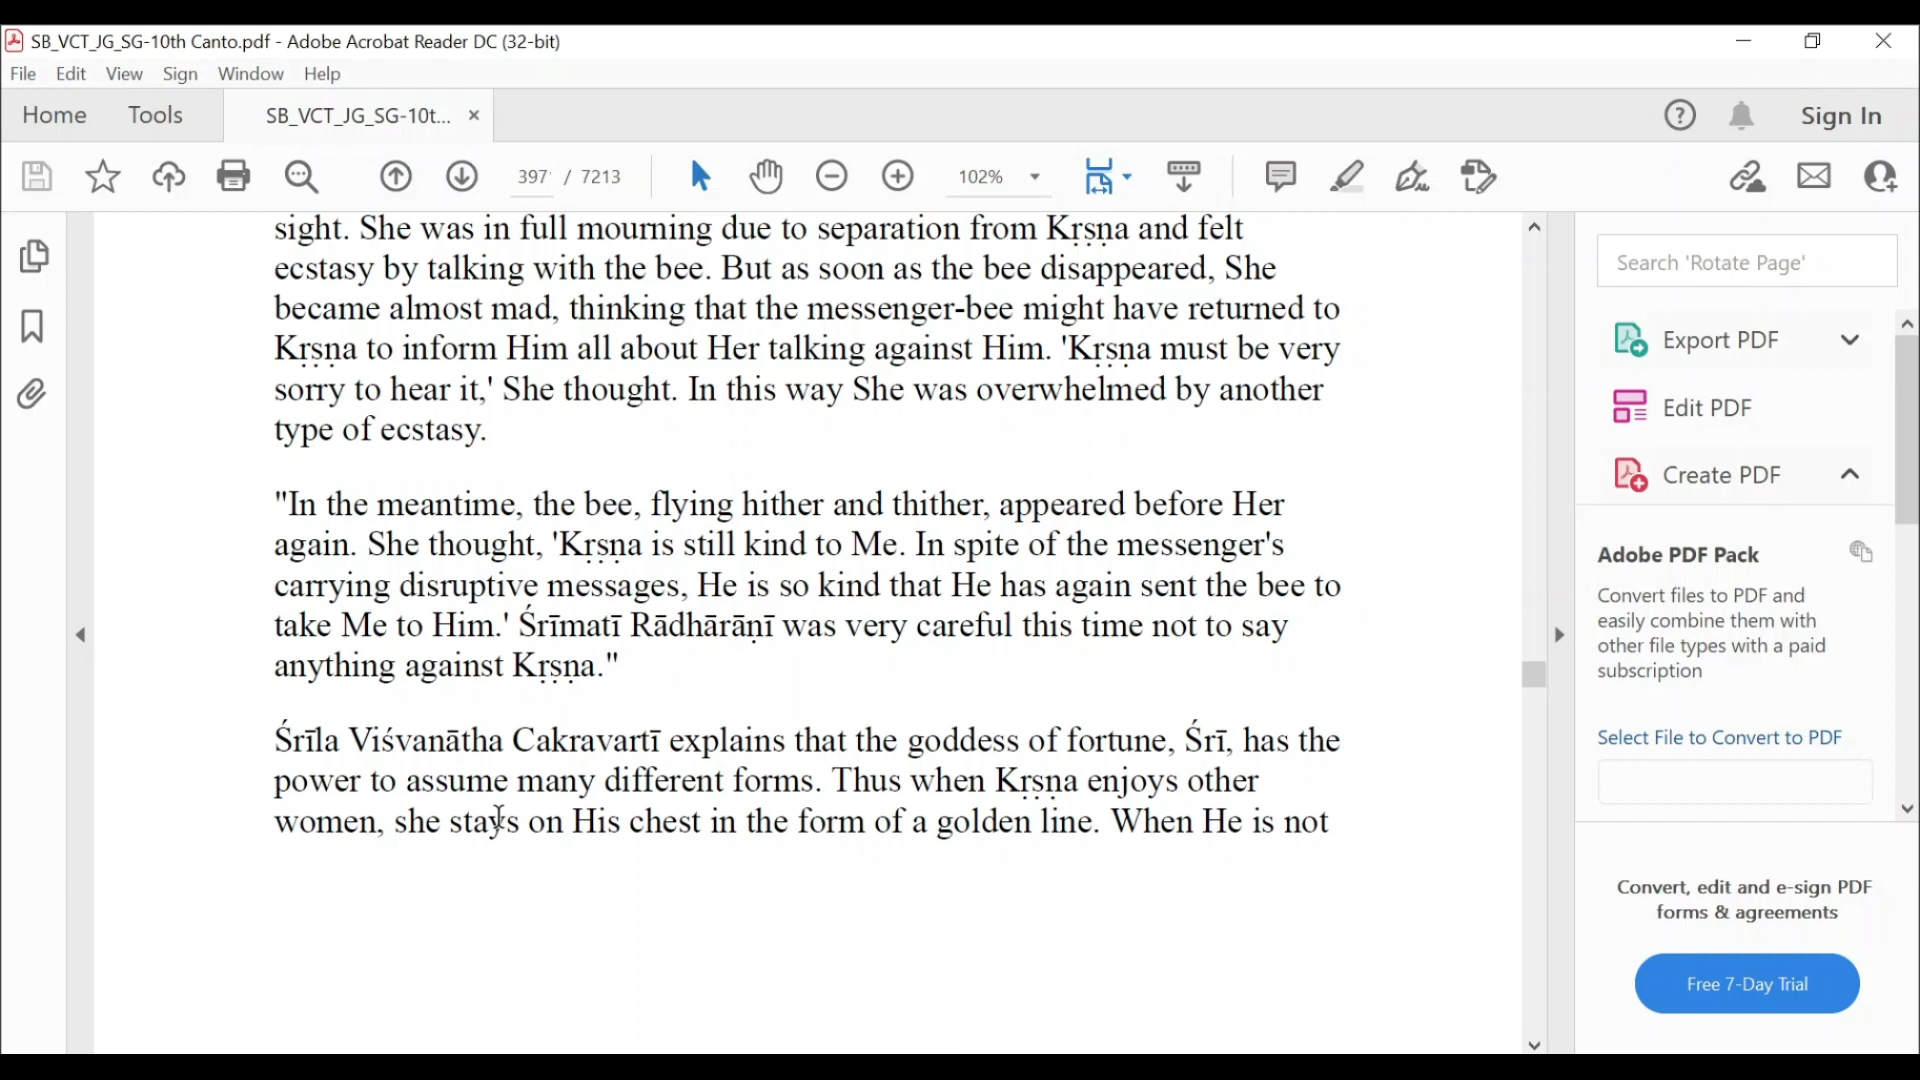 SB_VCT_JG_SG-10th Canto.pdf - Adobe Acrobat Reader DC (32-bit)
File Edit View Sign Window Help
Home Tools SB_VCT_JG_SG-10t... × Sign In
397 / 7213 102%
sight. She was in full mourning due to separation from Kṛṣṇa and felt
ecstasy by talking with the bee. But as soon as the bee disappeared, She
became almost mad, thinking that the messenger-bee might have returned to
Kṛṣṇa to inform Him all about Her talking against Him. 'Kṛṣṇa must be very
sorry to hear it,' She thought. In this way She was overwhelmed by another
type of ecstasy.
"In the meantime, the bee, flying hither and thither, appeared before Her
again. She thought, 'Kṛṣṇa is still kind to Me. In spite of the messenger's
carrying disruptive messages, He is so kind that He has again sent the bee to
take Me to Him.' Śrīmatī Rādhārāṇī was very careful this time not to say
anything against Kṛṣṇa."
Śrīla Viśvanātha Cakravartī explains that the goddess of fortune, Śrī, has the
power to assume many different forms. Thus when Kṛṣṇa enjoys other
women, she stays on His chest in the form of a golden line. When He is not
Search 'Rotate Page'
Export PDF
Edit PDF
Create PDF
Adobe PDF Pack
Convert files to PDF and
easily combine them with
other file types with a paid
subscription
Select File to Convert to PDF
Convert, edit and e-sign PDF
forms & agreements
Free 7-Day Trial